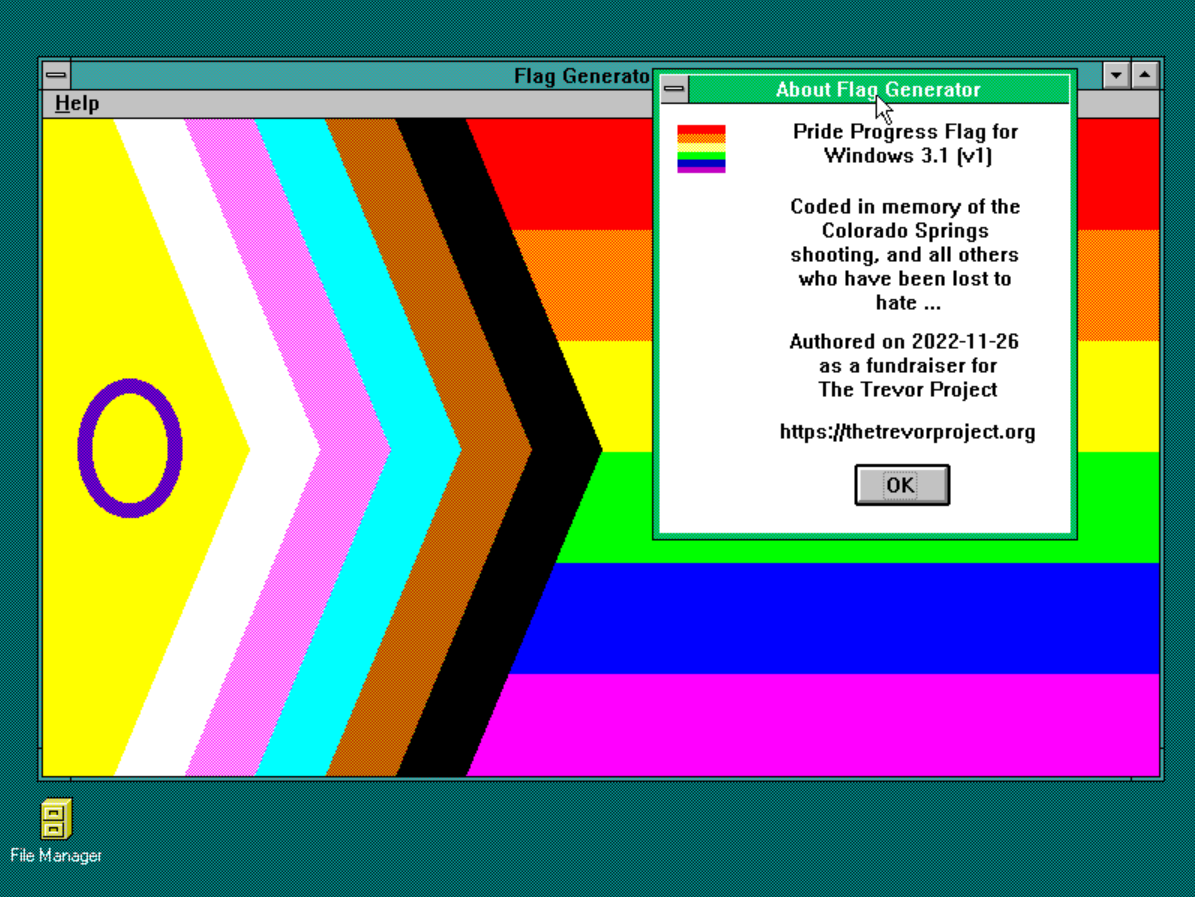 Flag Generato
Help
About Flag Generator
Pride Progress Flag for
Windows 3.1 (v1)
Coded in memory of the
Colorado Springs
shooting, and all others
who have been lost to
hate ...
Authored on 2022-11-26
as a fundraiser for
The Trevor Project
https://thetrevorproject.org
OK
File Manager